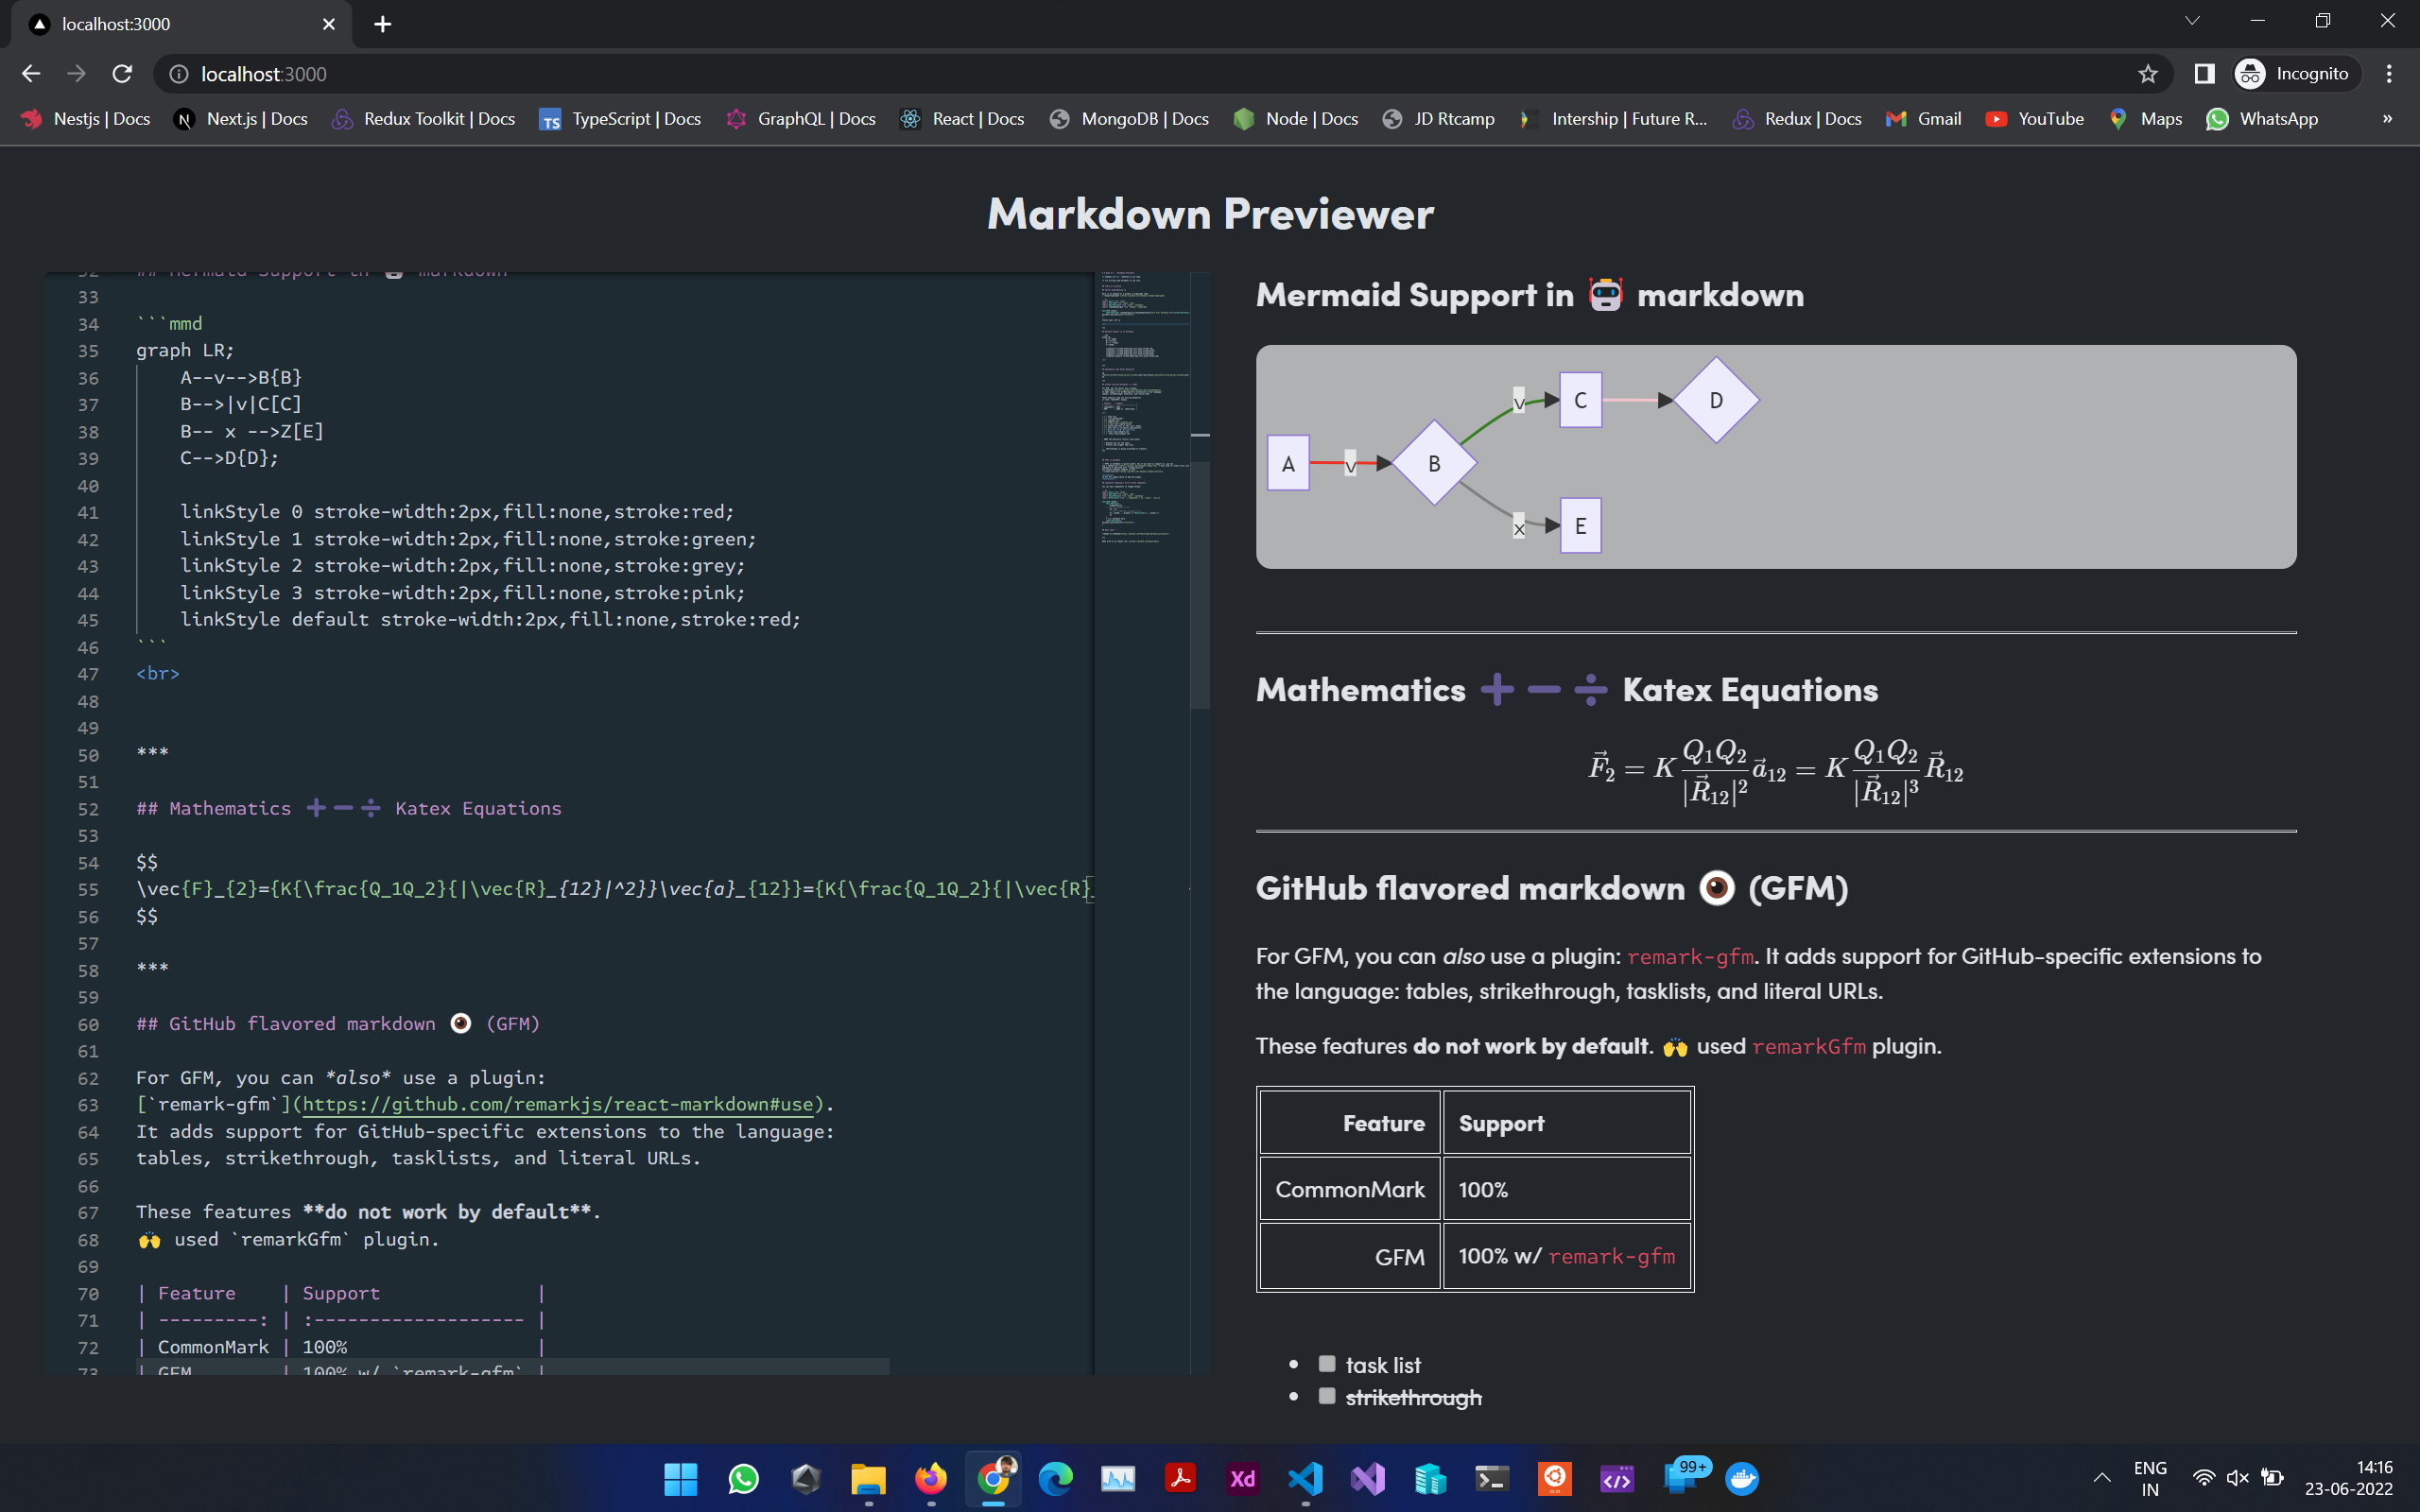 localhost:3000
localhost:3000
Incognito
Nestjs | Docs
Next.js | Docs
Redux Toolkit | Docs
TypeScript | Docs
GraphQL | Docs
React | Docs
MongoDB | Docs
Node | Docs
JD Rtcamp
Intership | Future R...
Redux | Docs
Gmail
YouTube
Maps
WhatsApp
»
Markdown Previewer
32 ## Mermaid Support in 🤖 markdown
33
34 ```mmd
35 graph LR;
36 A--v-->B{B}
37 B-->|v|C[C]
38 B-- x -->Z[E]
39 C-->D{D};
40
41 linkStyle 0 stroke-width:2px,fill:none,stroke:red;
42 linkStyle 1 stroke-width:2px,fill:none,stroke:green;
43 linkStyle 2 stroke-width:2px,fill:none,stroke:grey;
44 linkStyle 3 stroke-width:2px,fill:none,stroke:pink;
45 linkStyle default stroke-width:2px,fill:none,stroke:red;
46 ```
47 <br>
48
49
50 ***
51
52 ## Mathematics ➕➖➗ Katex Equations
53
54 $$
55 \vec{F}_{2}={K{\frac{Q_1Q_2}{|\vec{R}_{12}|^2}}\vec{a}_{12}}={K{\frac{Q_1Q_2}{|\vec{R}_
56 $$
57
58 ***
59
60 ## GitHub flavored markdown 👁 (GFM)
61
62 For GFM, you can *also* use a plugin:
63 [`remark-gfm`](https://github.com/remarkjs/react-markdown#use).
64 It adds support for GitHub-specific extensions to the language:
65 tables, strikethrough, tasklists, and literal URLs.
66
67 These features **do not work by default**.
68 🙌 used `remarkGfm` plugin.
69
70 | Feature | Support |
71 | ---------: | :------------------- |
72 | CommonMark | 100% |
73 | GFM | 100% w/ `remark-gfm` |
Mermaid Support in 🤖 markdown
A
v
B
v
C
D
x
E
Mathematics ➕➖➗ Katex Equations
$\vec{F}_2 = K\frac{Q_1Q_2}{|\vec{R}_{12}|^2}\vec{a}_{12} = K\frac{Q_1Q_2}{|\vec{R}_{12}|^3}\vec{R}_{12}$
GitHub flavored markdown 👁 (GFM)
For GFM, you can also use a plugin: remark-gfm. It adds support for GitHub-specific extensions to
the language: tables, strikethrough, tasklists, and literal URLs.
These features do not work by default. 🙌 used remarkGfm plugin.
Feature Support
CommonMark 100%
GFM 100% w/ remark-gfm
task list
strikethrough
Xd
99+
ENG
IN
14:16
23-06-2022